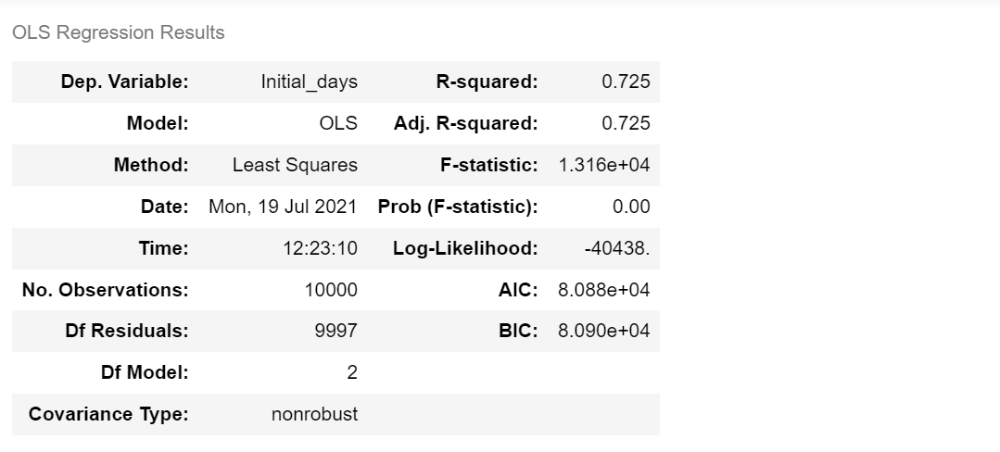 OLS Regression Results
Dep. Variable: Initial_days R-squared: 0.725
Model: OLS Adj. R-squared: 0.725
Method: Least Squares F-statistic: 1.316e+04
Date: Mon, 19 Jul 2021 Prob (F-statistic): 0.00
Time: 12:23:10 Log-Likelihood: -40438.
No. Observations: 10000 AIC: 8.088e+04
Df Residuals: 9997 BIC: 8.090e+04
Df Model: 2
Covariance Type: nonrobust